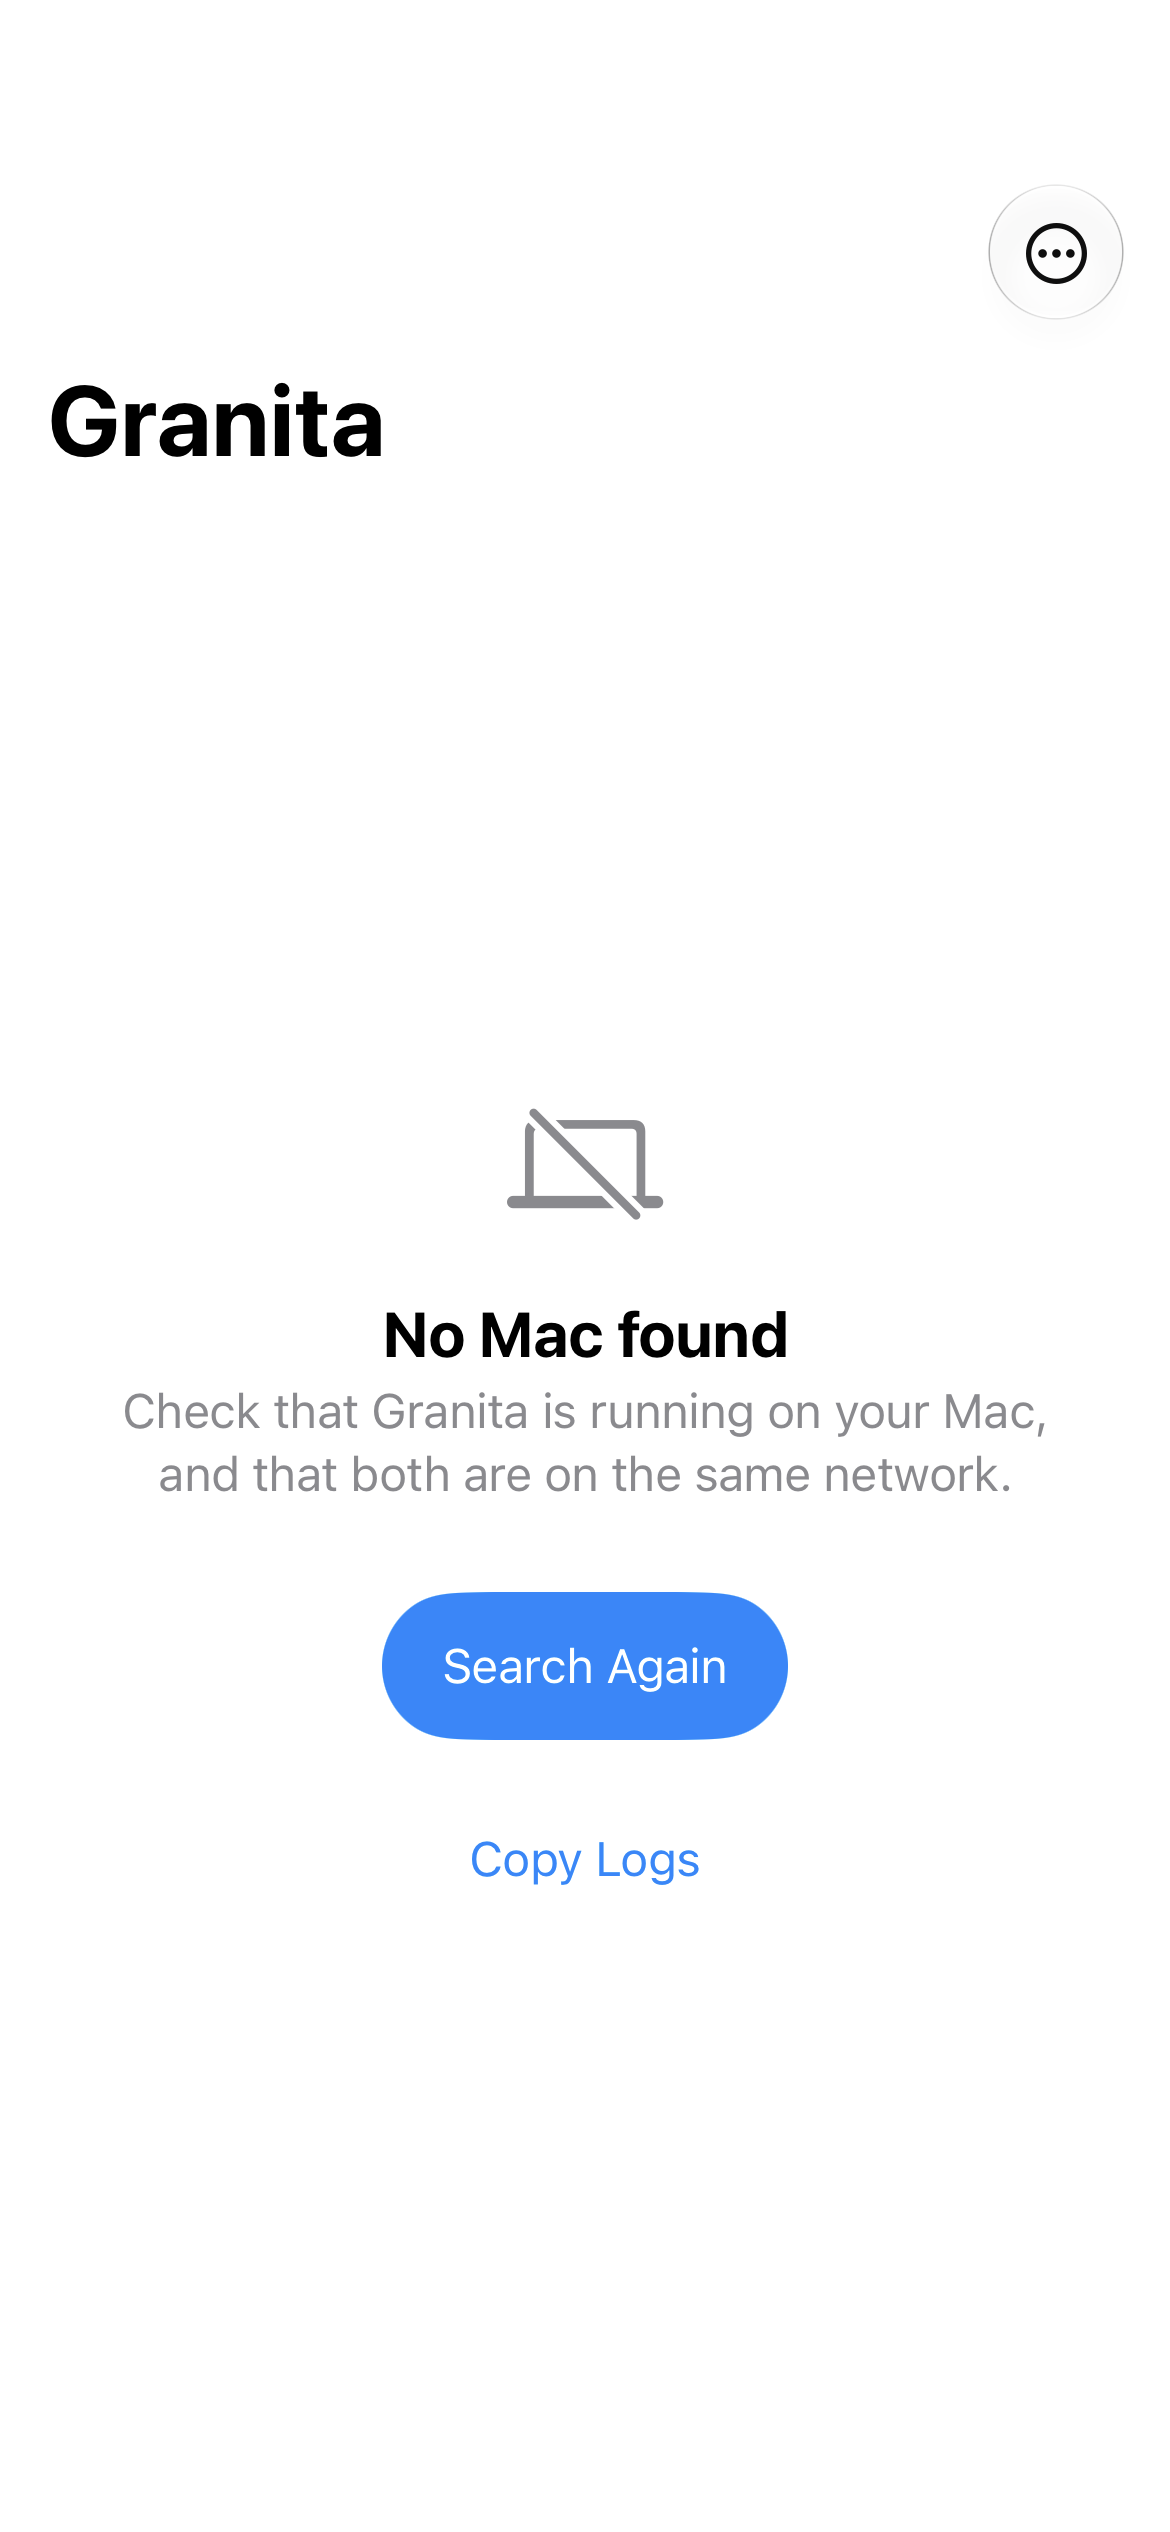 Granita
No Mac found
Check that Granita is running on your Mac,
and that both are on the same network.
Search Again
Copy Logs